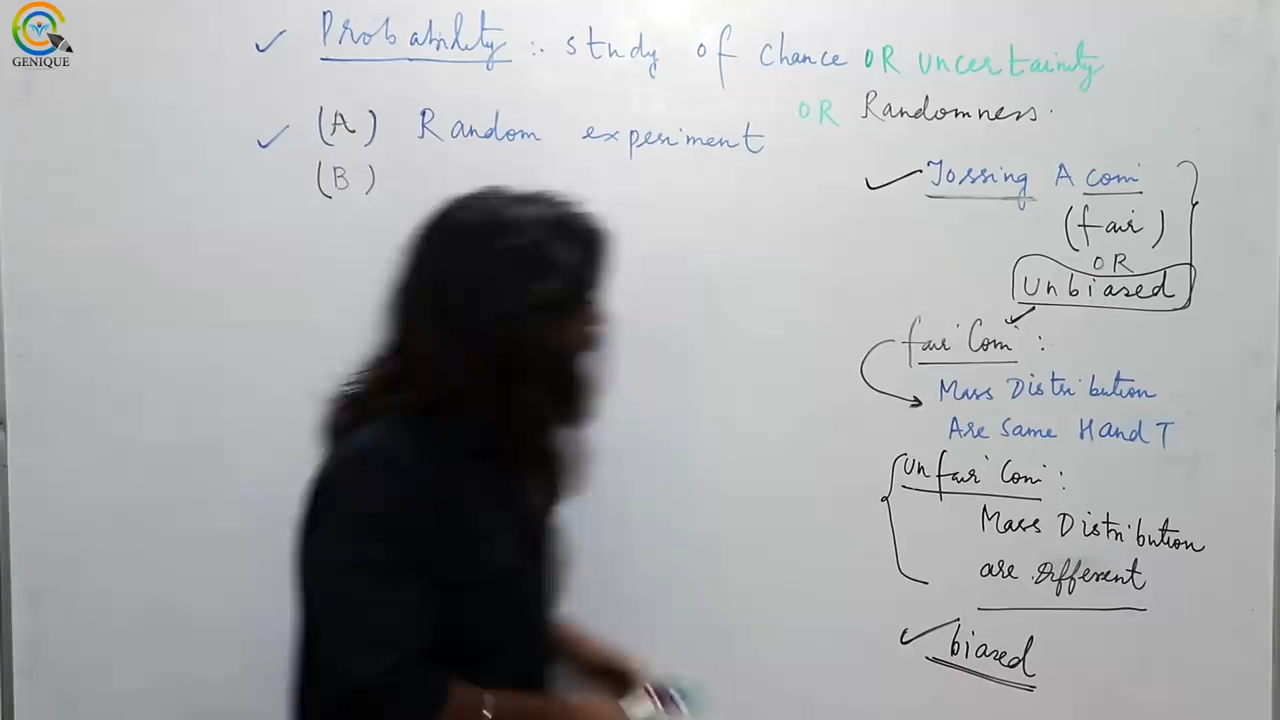 GENIQUE
Probability :- study of chance OR uncertainity
OR Randomness.
(A) Random experiment
(B)
Tossing A coin
(fair)
OR
Unbiased
fair Coin :
Mass Distribution
Are Same H and T
Unfair Coin :
Mass Distribution
are Different
biased